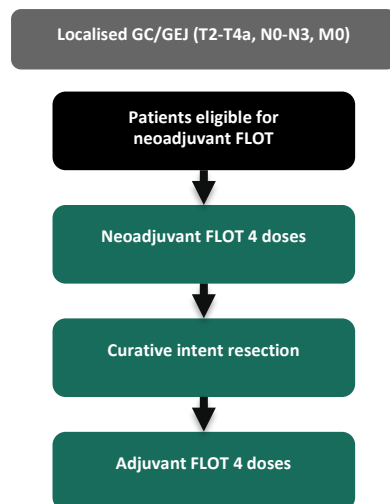 Localised GC/GEJ (T2-T4a, N0-N3, M0)
Patients eligible for
neoadjuvant FLOT
Neoadjuvant FLOT 4 doses
Curative intent resection
Adjuvant FLOT 4 doses